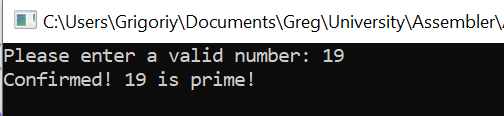 C:\Users\Grigoriy\Documents\Greg\University\Assembler\
Please enter a valid number: 19
Confirmed! 19 is prime!